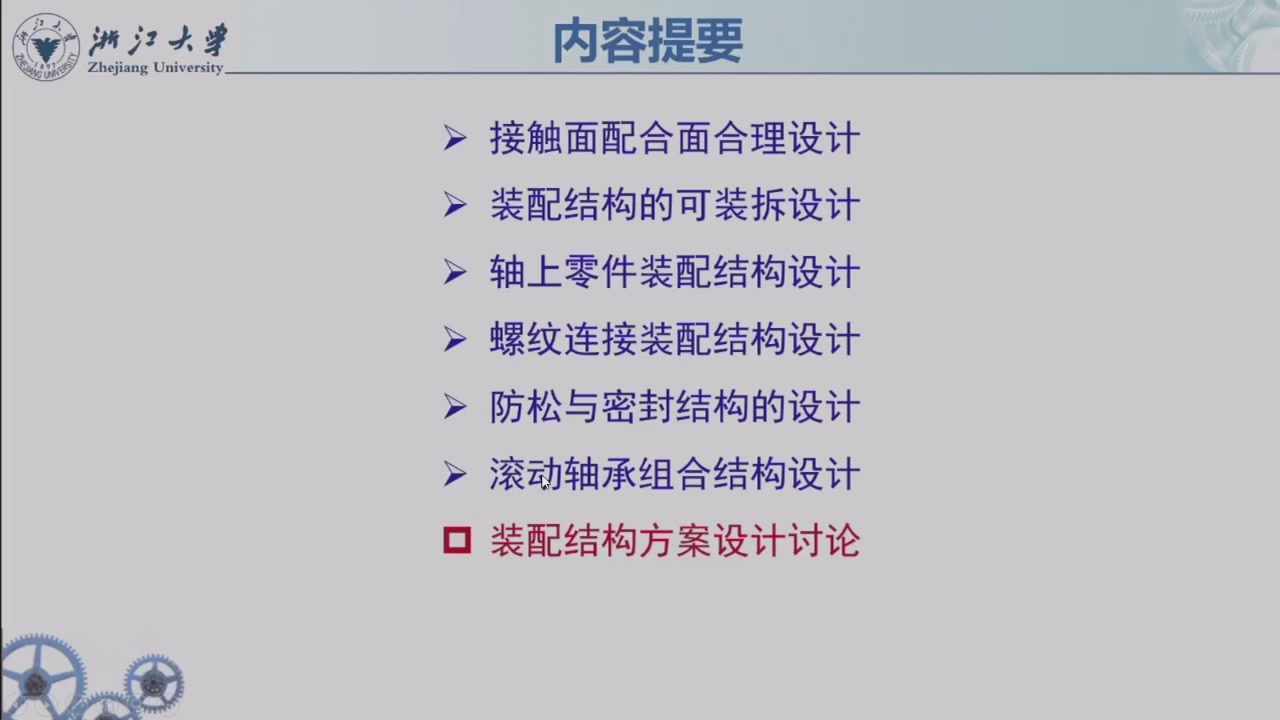 浙江大学
Zhejiang University
内容提要
接触面配合面合理设计
装配结构的可装拆设计
轴上零件装配结构设计
螺纹连接装配结构设计
防松与密封结构的设计
滚动轴承组合结构设计
装配结构方案设计讨论